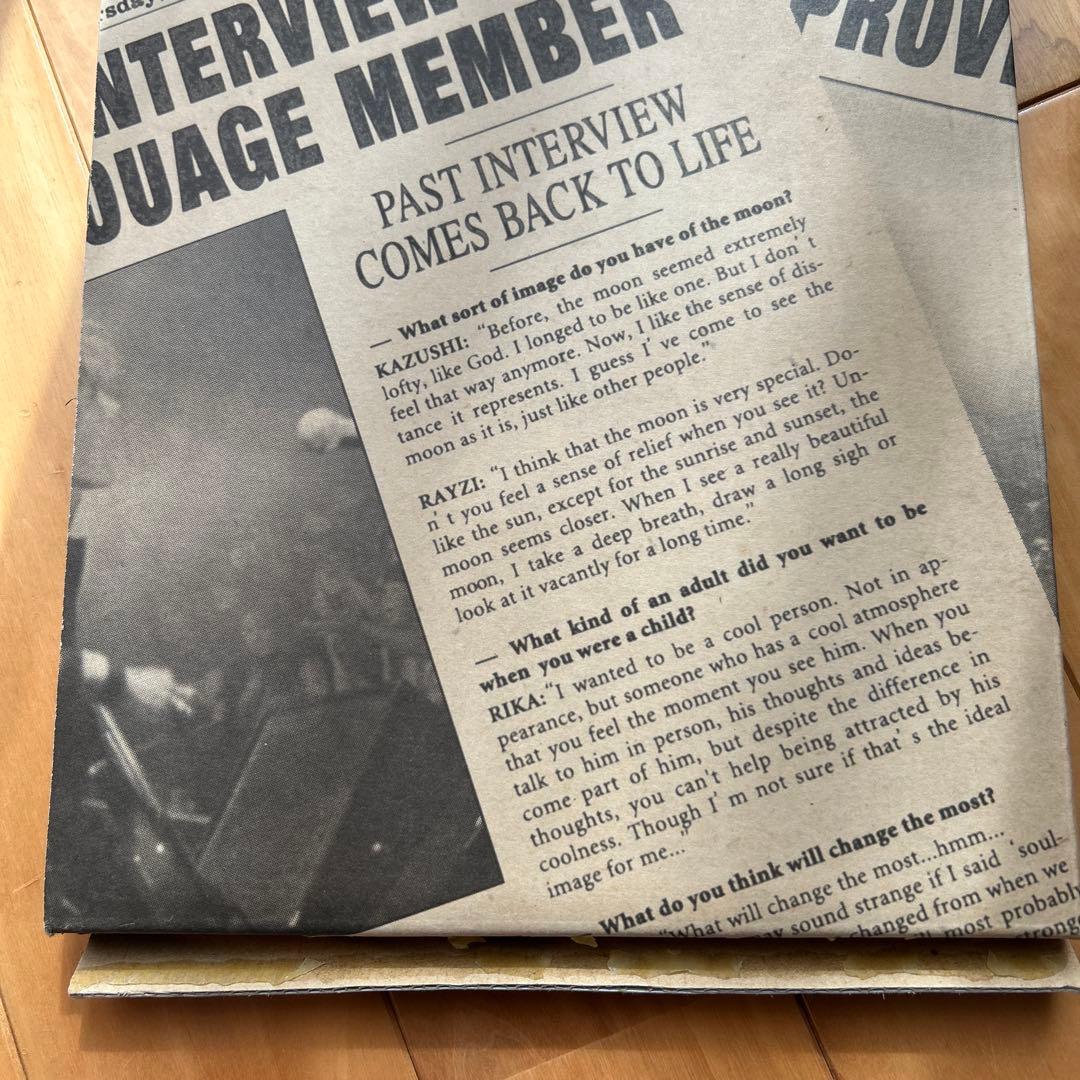 rsday
NTERVIEW
OUAGE MEMBER
PROVI
PAST INTERVIEW
COMES BACK TO LIFE
— What sort of image do you have of the moon?
KAZUSHI: “Before, the moon seemed extremely
lofty, like God. I longed to be like one. But I don’t
feel that way anymore. Now, I like the sense of dis-
tance it represents. I guess I’ve come to see the
moon as it is, just like other people.”
RAYZI: “I think that the moon is very special. Do-
n’t you feel a sense of relief when you see it? Un-
like the sun, except for the sunrise and sunset, the
moon seems closer. When I see a really beautiful
moon, I take a deep breath, draw a long sigh or
look at it vacantly for a long time.”
— What kind of an adult did you want to be
when you were a child?
RIKA:“I wanted to be a cool person. Not in ap-
pearance, but someone who has a cool atmosphere
that you feel the moment you see him. When you
talk to him in person, his thoughts and ideas be-
come part of him, but despite the difference in
thoughts, you can't help being attracted by his
coolness. Though I’m not sure if that’s the ideal
image for me...”
What do you think will change the most?
“What will change the most...hmm...
sound strange if I said ‘soul-
changed from when we
most probably